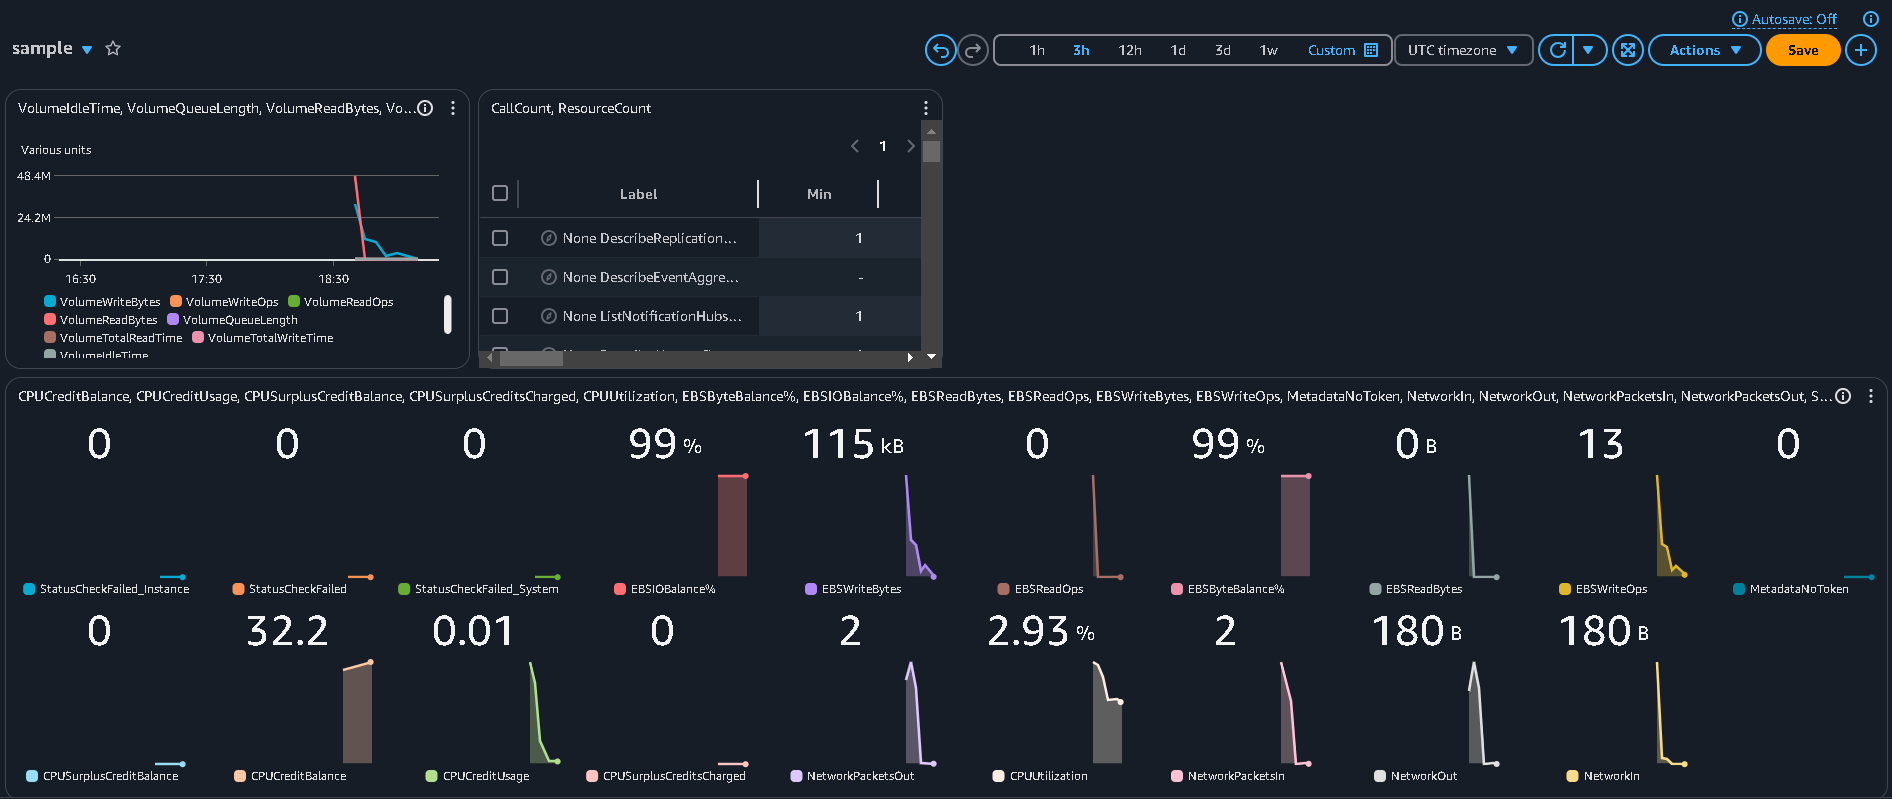 Autosave: Off
sample
1h 3h 12h 1d 3d 1w Custom UTC timezone Actions Save
VolumeIdleTime, VolumeQueueLength, VolumeReadBytes, Vo...
Various units
48.4M
24.2M
0
16:30 17:30 18:30
VolumeWriteBytes VolumeWriteOps VolumeReadOps
VolumeReadBytes VolumeQueueLength
VolumeTotalReadTime VolumeTotalWriteTime
VolumeIdleTime
CallCount, ResourceCount
1
Label Min
None DescribeReplication... 1
None DescribeEventAggre... -
None ListNotificationHubs... 1
CPUCreditBalance, CPUCreditUsage, CPUSurplusCreditBalance, CPUSurplusCreditsCharged, CPUUtilization, EBSByteBalance%, EBSIOBalance%, EBSReadBytes, EBSReadOps, EBSWriteBytes, EBSWriteOps, MetadataNoToken, NetworkIn, NetworkOut, NetworkPacketsIn, NetworkPacketsOut, S...
0 0 0 99 % 115 kB 0 99 % 0 B 13 0
StatusCheckFailed_Instance StatusCheckFailed StatusCheckFailed_System EBSIOBalance% EBSWriteBytes EBSReadOps EBSByteBalance% EBSReadBytes EBSWriteOps MetadataNoToken
0 32.2 0.01 0 2 2.93 % 2 180 B 180 B
CPUSurplusCreditBalance CPUCreditBalance CPUCreditUsage CPUSurplusCreditsCharged NetworkPacketsOut CPUUtilization NetworkPacketsIn NetworkOut NetworkIn